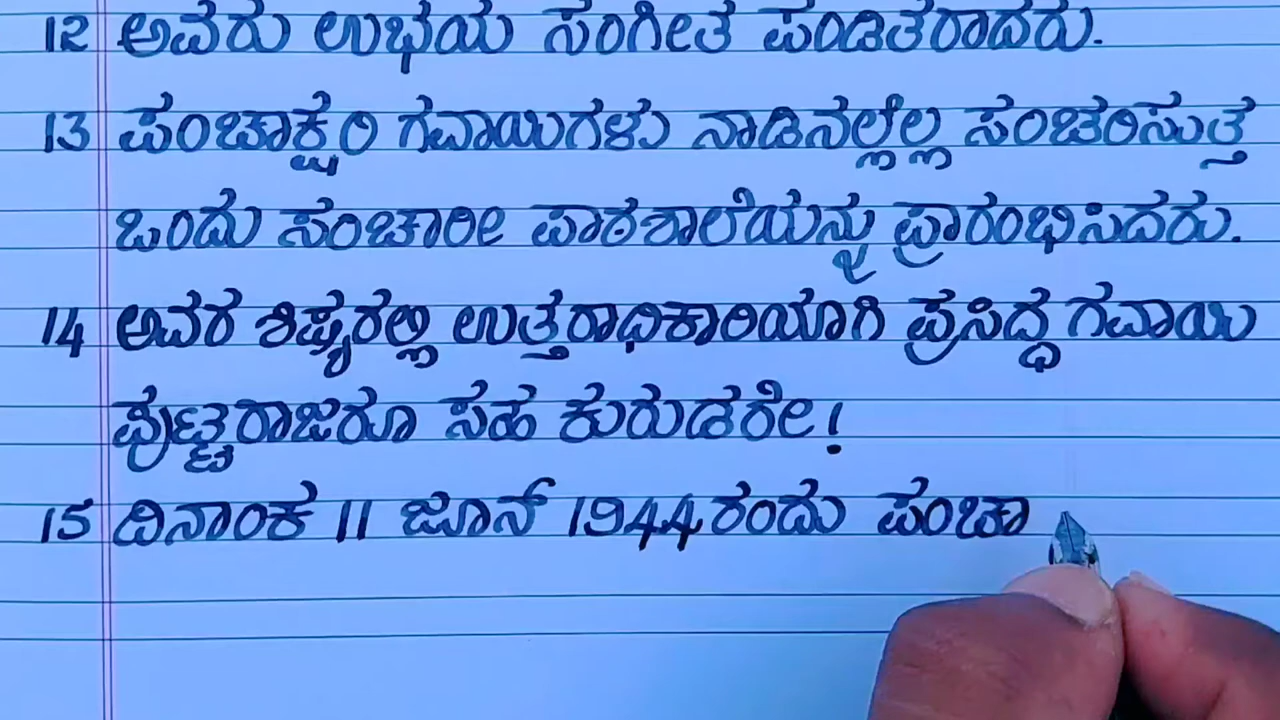 12 ಅವರು ಉಭಯ ಸಂಗೀತ ಪಂಡಿತರಾದರು.
13 ಪಂಚಾಕ್ಷರಿ ಗವಾಯಿಗಳು ನಾಡಿನಲ್ಲೆಲ್ಲ ಸಂಚರಿಸುತ್ತ
ಒಂದು ಸಂಚಾರೀ ಪಾಠಶಾಲೆಯನ್ನು ಪ್ರಾರಂಭಿಸಿದರು.
14 ಅವರ ಶಿಷ್ಯರಲ್ಲಿ ಉತ್ತರಾಧಿಕಾರಿಯಾಗಿ ಪ್ರಸಿದ್ಧ ಗವಾಯಿ
ಪುಟ್ಟರಾಜರೂ ಸಹ ಕುರುಡರೇ!
15 ದಿನಾಂಕ 11 ಜೂನ್ 1944ರಂದು ಪಂಚಾ